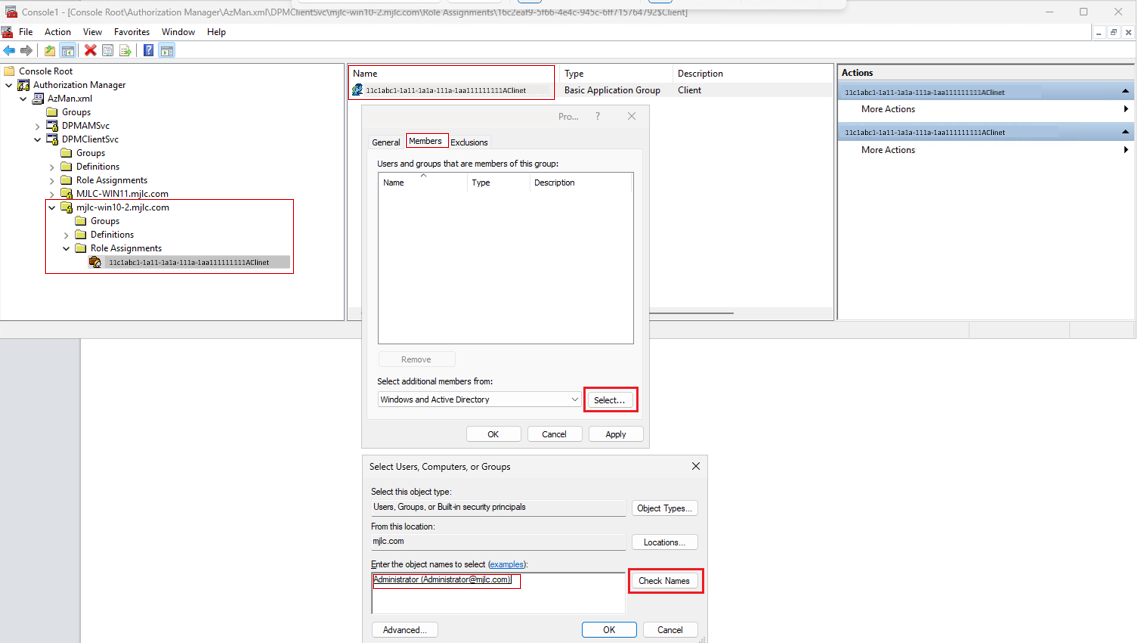 Console1 - [Console Root\Authorization Manager\AzMan.xml\DPMClientSvc\mjlc-win10-2.mjlc.com\Role Assignments\1bc2eaf9-5f66-4e4c-945c-6ff715764792$Client]
File Action View Favorites Window Help
Console Root
Authorization Manager
AzMan.xml
Groups
DPMAMSvc
DPMClientSvc
Groups
Definitions
Role Assignments
MJLC-WIN11.mjlc.com
mjlc-win10-2.mjlc.com
Groups
Definitions
Role Assignments
11c1abc1-1a11-1a1a-111a-1aa111111111AClinet
Name Type Description
11c1abc1-1a11-1a1a-111a-1aa111111111AClinet Basic Application Group Client
Actions
11c1abc1-1a11-1a1a-111a-1aa111111111AClinet
More Actions
11c1abc1-1a11-1a1a-111a-1aa111111111AClinet
More Actions
Pro... ?
General Members Exclusions
Users and groups that are members of this group:
Name Type Description
Remove
Select additional members from:
Windows and Active Directory Select...
OK Cancel Apply
Select Users, Computers, or Groups
Select this object type:
Users, Groups, or Built-in security principals Object Types...
From this location:
mjlc.com Locations...
Enter the object names to select (examples):
Administrator (Administrator@mjlc.com) Check Names
Advanced... OK Cancel